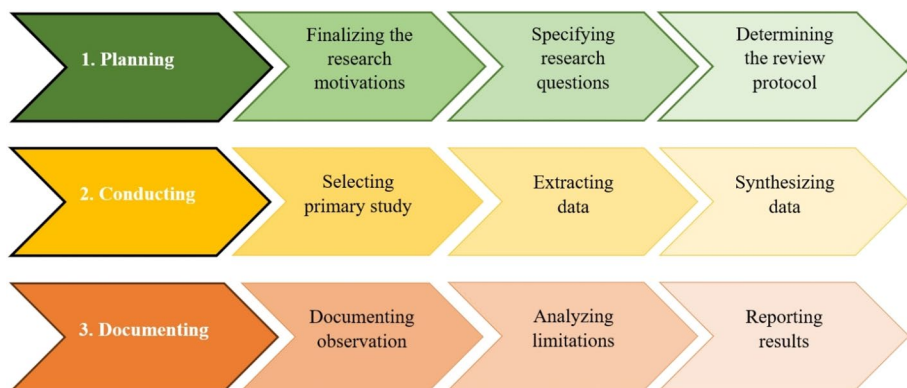 1. Planning
Finalizing the
research
motivations
Specifying
research
questions
Determining
the review
protocol
2. Conducting
Selecting
primary study
Extracting
data
Synthesizing
data
3. Documenting
Documenting
observation
Analyzing
limitations
Reporting
results